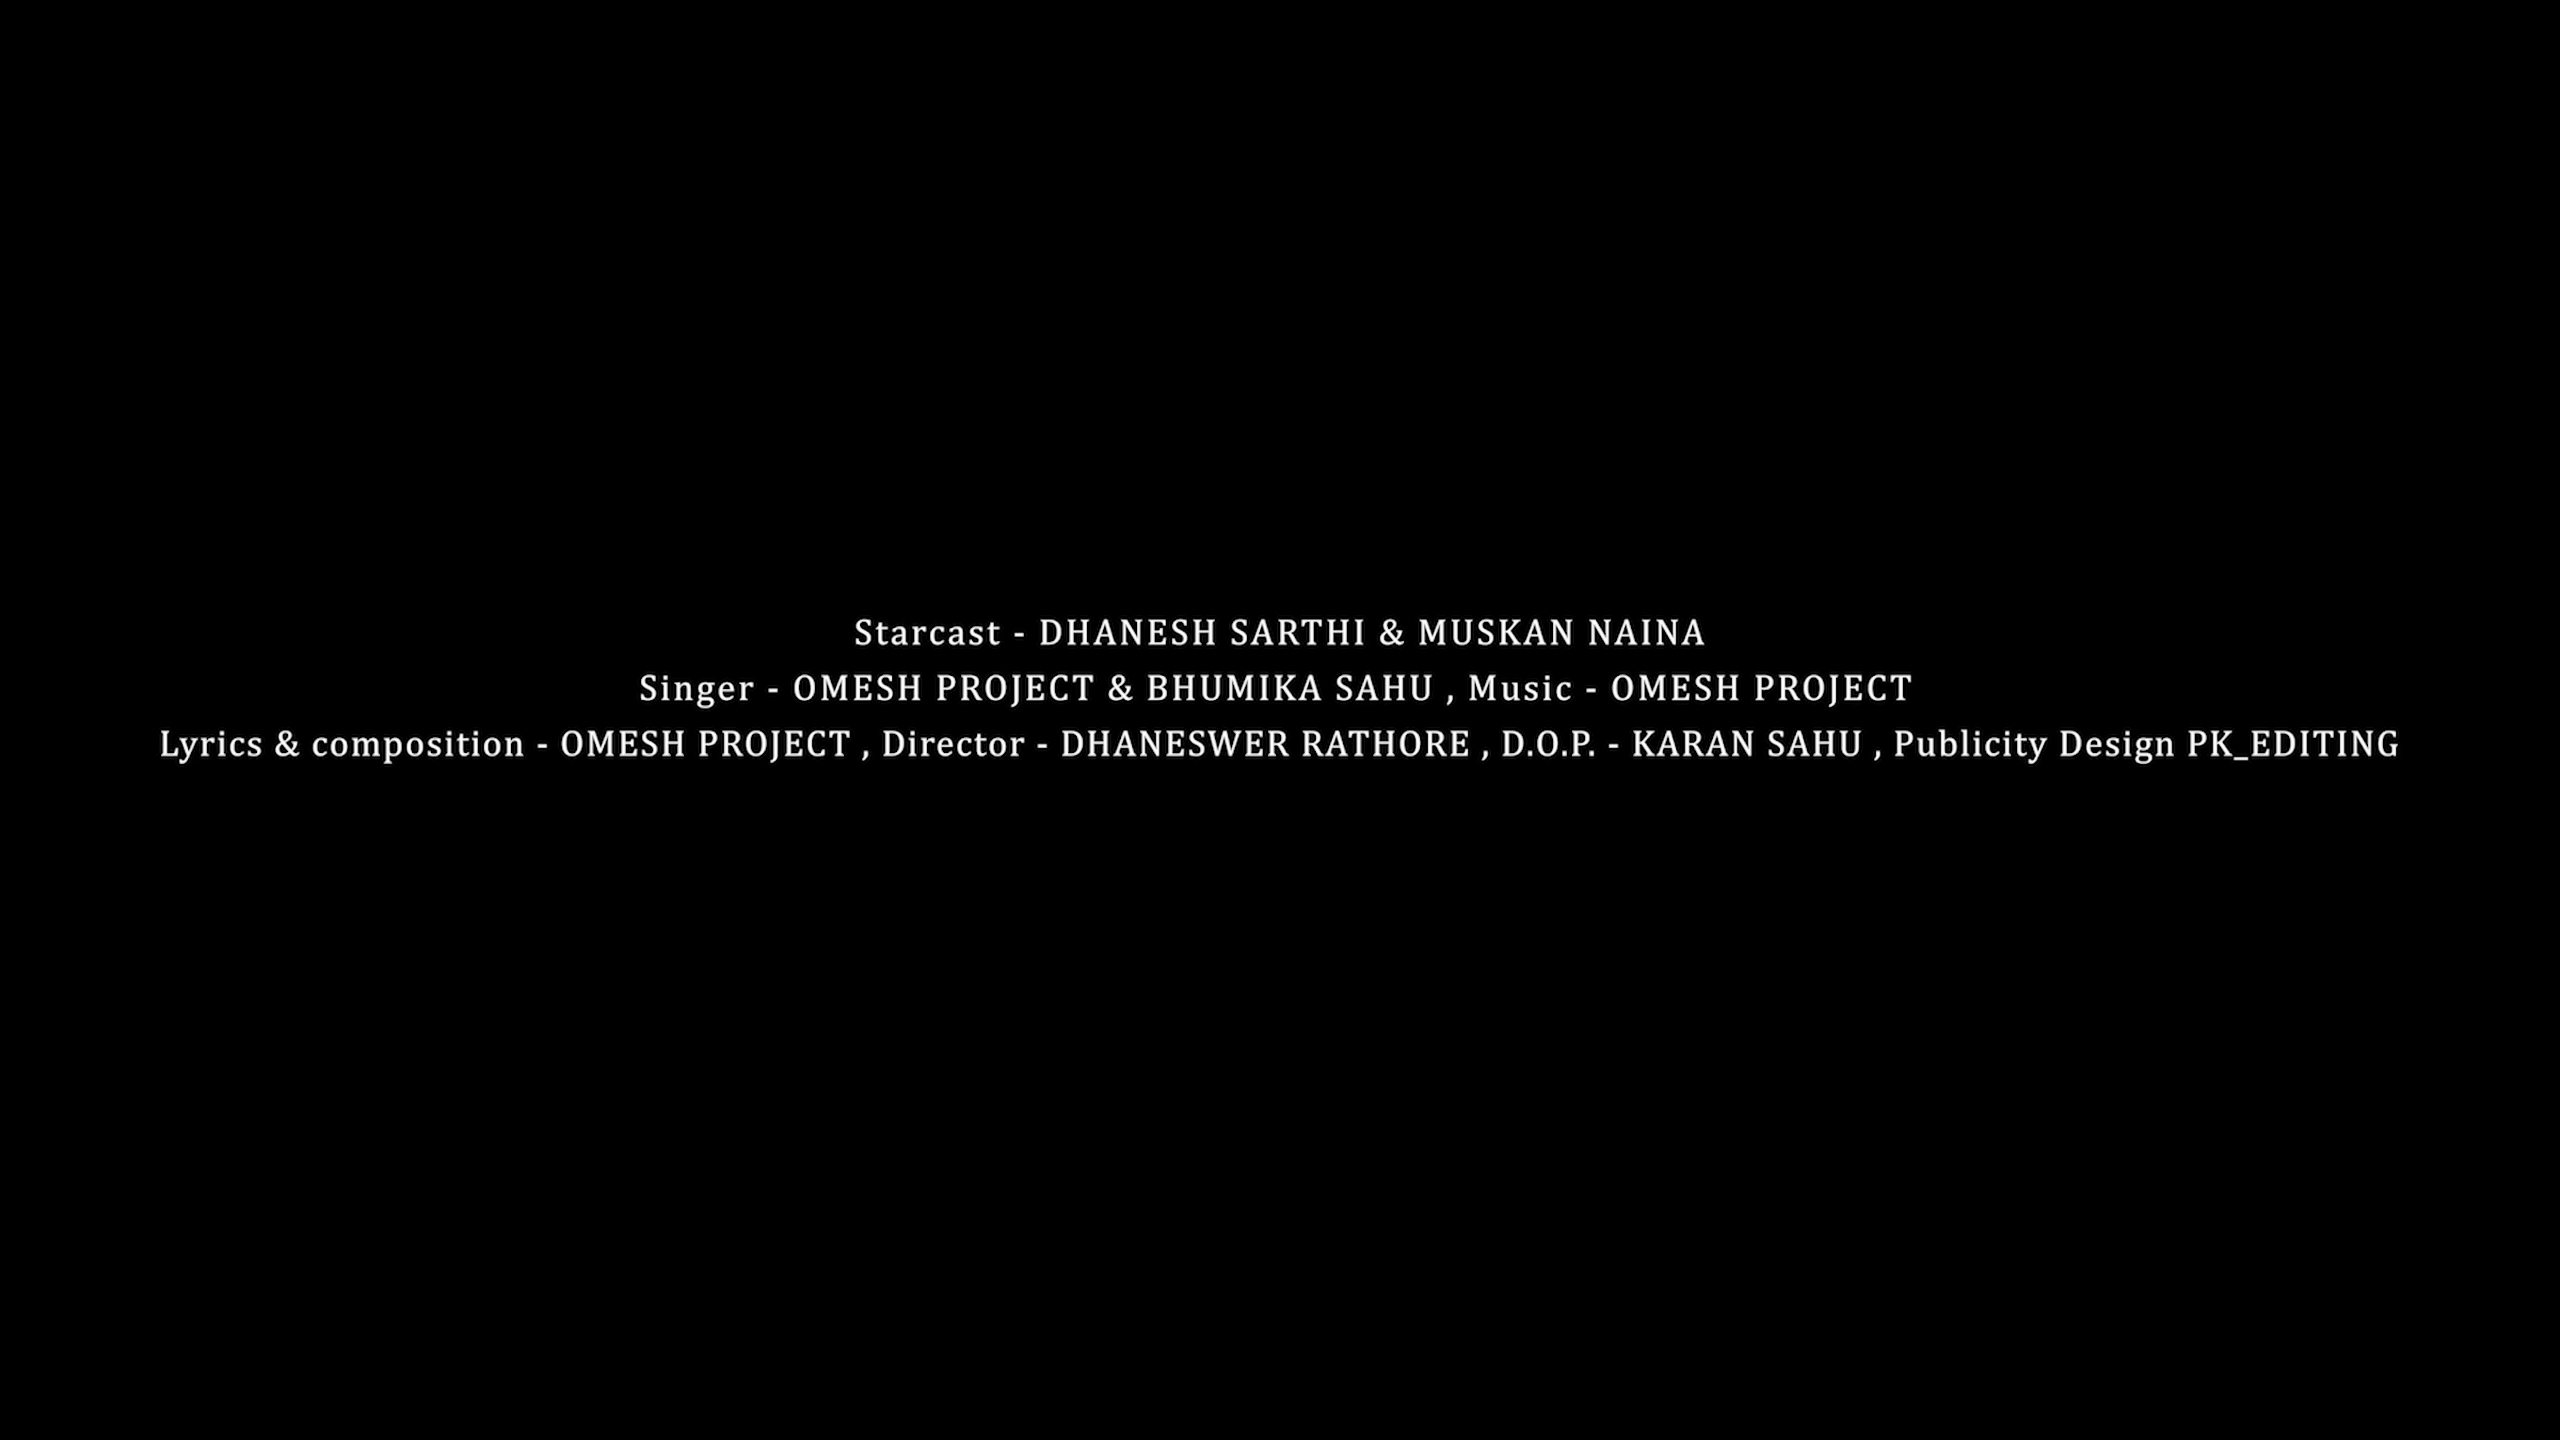 Starcast - DHANESH SARTHI & MUSKAN NAINA
Singer - OMESH PROJECT & BHUMIKA SAHU , Music - OMESH PROJECT
Lyrics & composition - OMESH PROJECT , Director - DHANESWER RATHORE , D.O.P. - KARAN SAHU , Publicity Design PK_EDITING